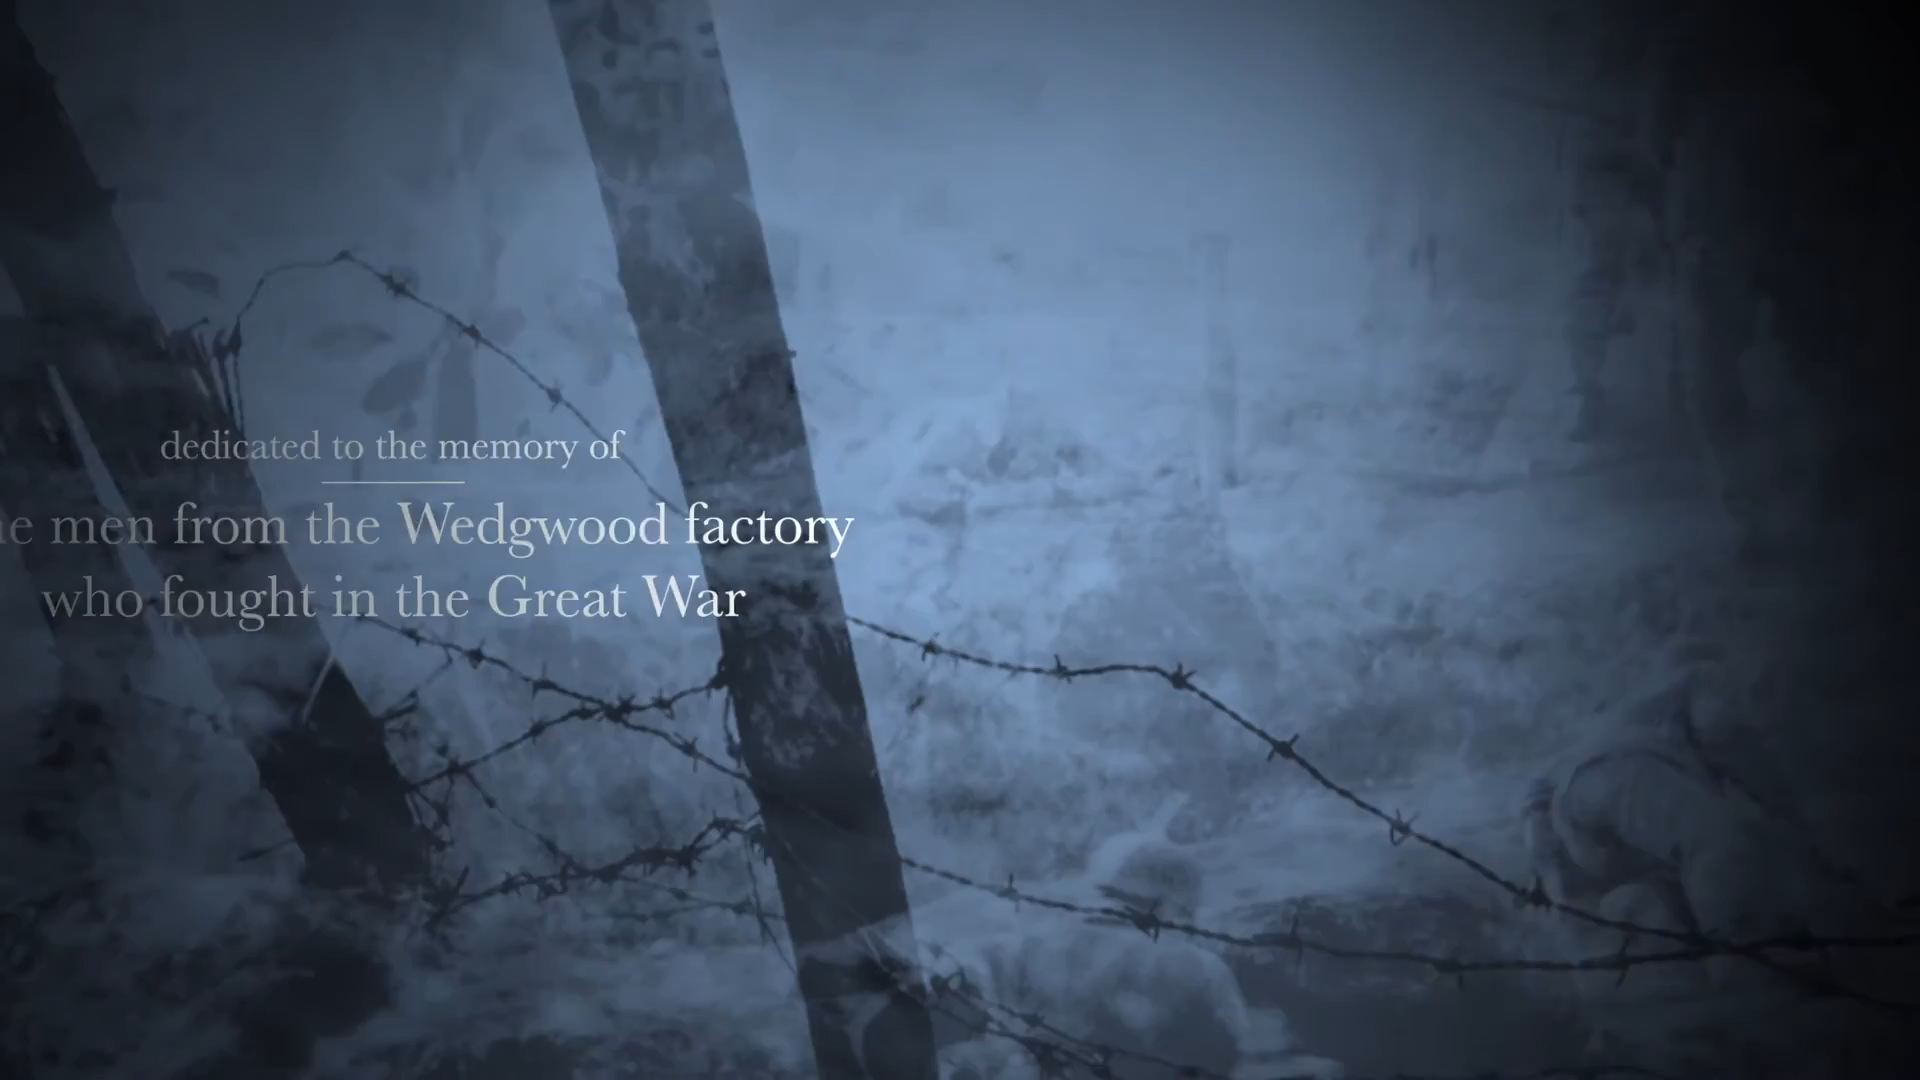 dedicated to the memory of
e men from the Wedgwood factory
who fought in the Great War